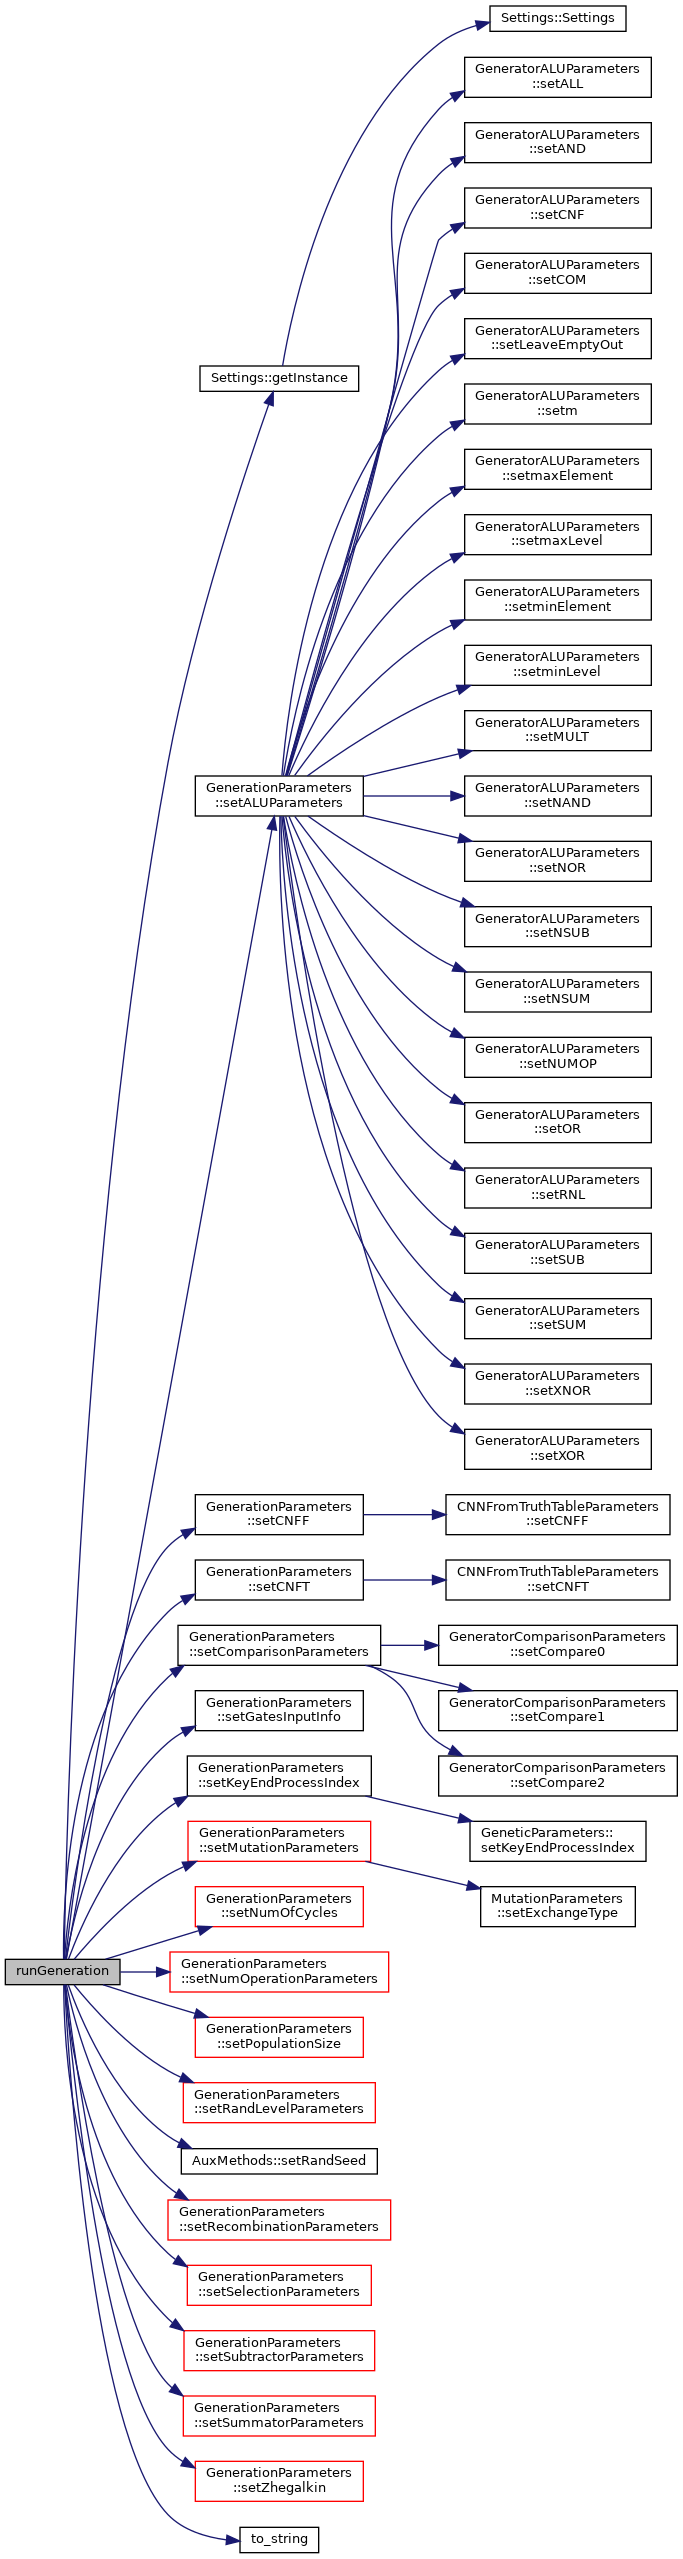 Settings::Settings
GeneratorALUParameters
::setALL
GeneratorALUParameters
::setAND
GeneratorALUParameters
::setCNF
GeneratorALUParameters
::setCOM
GeneratorALUParameters
::setLeaveEmptyOut
Settings::getInstance
GeneratorALUParameters
::setm
GeneratorALUParameters
::setmaxElement
GeneratorALUParameters
::setmaxLevel
GeneratorALUParameters
::setminElement
GeneratorALUParameters
::setminLevel
GeneratorALUParameters
::setMULT
GenerationParameters
::setALUParameters
GeneratorALUParameters
::setNAND
GeneratorALUParameters
::setNOR
GeneratorALUParameters
::setNSUB
GeneratorALUParameters
::setNSUM
GeneratorALUParameters
::setNUMOP
GeneratorALUParameters
::setOR
GeneratorALUParameters
::setRNL
GeneratorALUParameters
::setSUB
GeneratorALUParameters
::setSUM
GeneratorALUParameters
::setXNOR
GeneratorALUParameters
::setXOR
GenerationParameters
::setCNFF
CNNFromTruthTableParameters
::setCNFF
GenerationParameters
::setCNFT
CNNFromTruthTableParameters
::setCNFT
GenerationParameters
::setComparisonParameters
GeneratorComparisonParameters
::setCompare0
GenerationParameters
::setGatesInputInfo
GeneratorComparisonParameters
::setCompare1
GenerationParameters
::setKeyEndProcessIndex
GeneratorComparisonParameters
::setCompare2
GenerationParameters
::setMutationParameters
GeneticParameters::
setKeyEndProcessIndex
GenerationParameters
::setNumOfCycles
MutationParameters
::setExchangeType
runGeneration
GenerationParameters
::setNumOperationParameters
GenerationParameters
::setPopulationSize
GenerationParameters
::setRandLevelParameters
AuxMethods::setRandSeed
GenerationParameters
::setRecombinationParameters
GenerationParameters
::setSelectionParameters
GenerationParameters
::setSubtractorParameters
GenerationParameters
::setSummatorParameters
GenerationParameters
::setZhegalkin
to_string